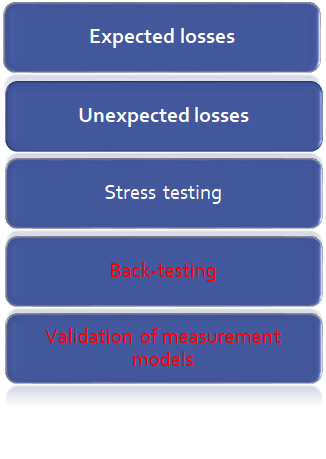 Expected losses
Unexpected losses
Stress testing
Back-testing
Validation of measurement
models